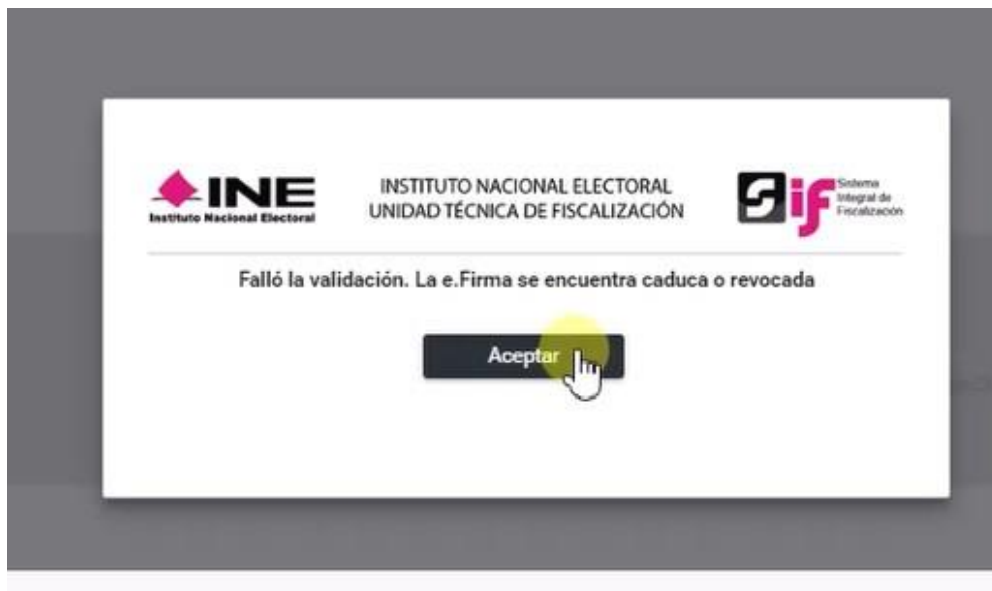 INE
Instituto Nacional Electoral
INSTITUTO NACIONAL ELECTORAL
UNIDAD TÉCNICA DE FISCALIZACIÓN
Sif
Sistema
Integral de
Fiscalización
Falló la validación. La e.Firma se encuentra caduca o revocada
Aceptar